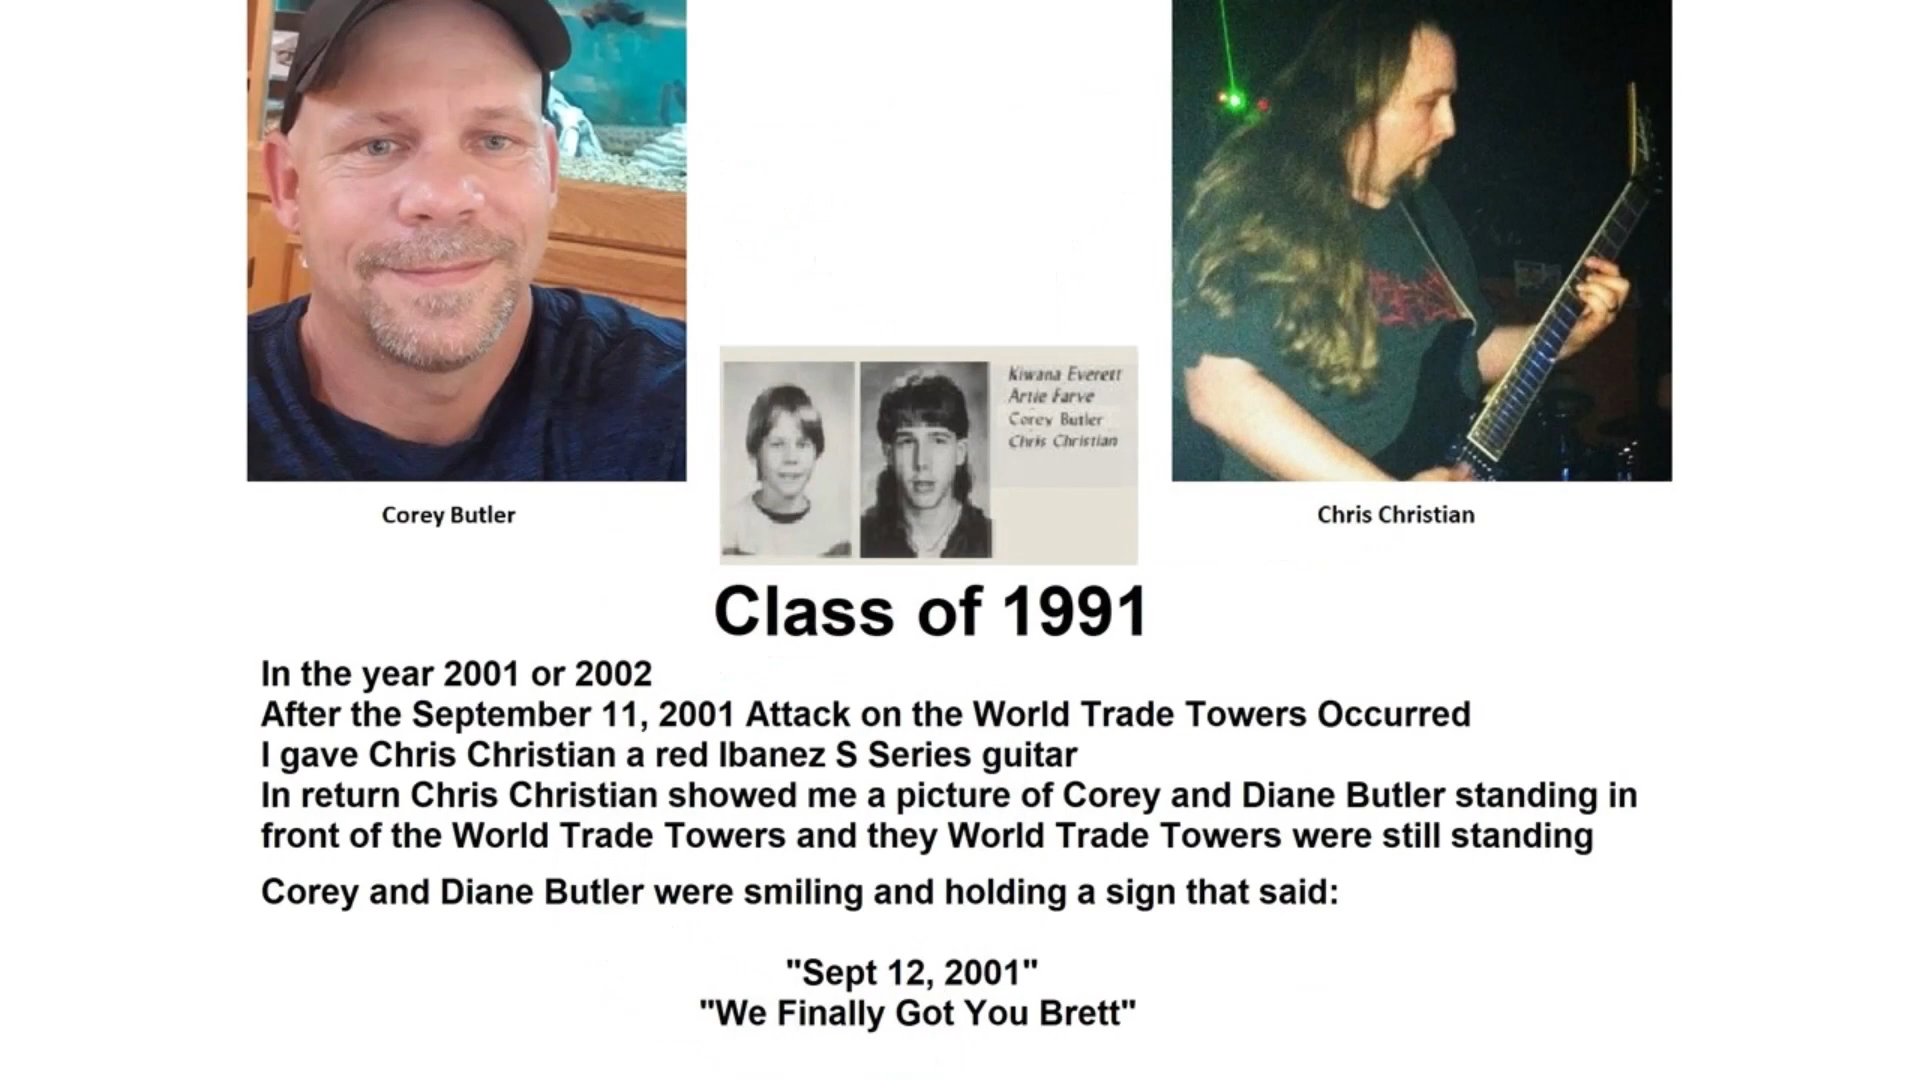 Kiwana Everett
Artie Farve
Corey Butler
Chris Christian
Corey Butler
Chris Christian
Class of 1991
In the year 2001 or 2002
After the September 11, 2001 Attack on the World Trade Towers Occurred
I gave Chris Christian a red Ibanez S Series guitar
In return Chris Christian showed me a picture of Corey and Diane Butler standing in
front of the World Trade Towers and they World Trade Towers were still standing
Corey and Diane Butler were smiling and holding a sign that said:
"Sept 12, 2001"
"We Finally Got You Brett"